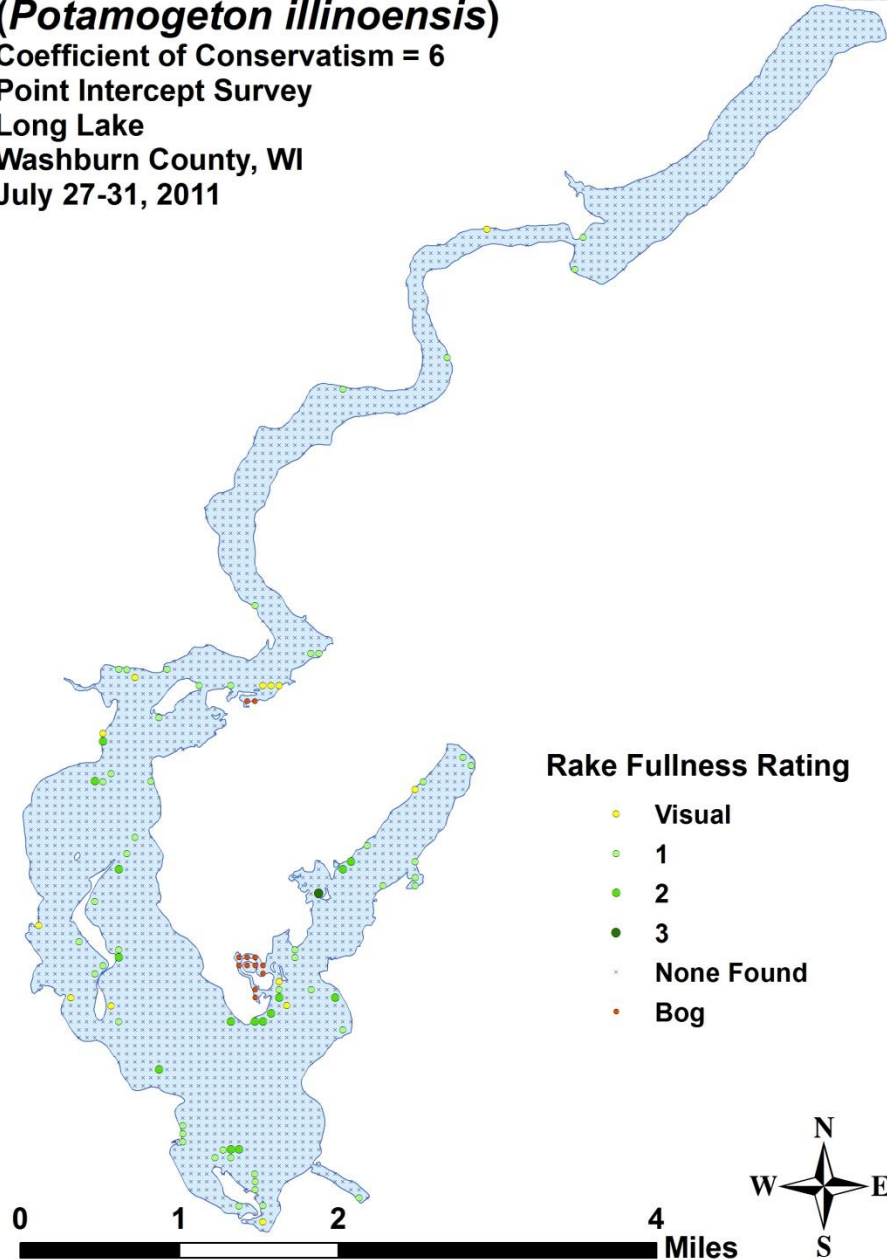 (Potamogeton illinoensis)
Coefficient of Conservatism = 6
Point Intercept Survey
Long Lake
Washburn County, WI
July 27-31, 2011
Rake Fullness Rating
Visual
1
2
3
None Found
Bog
N
W E
S
0 1 2 4
Miles